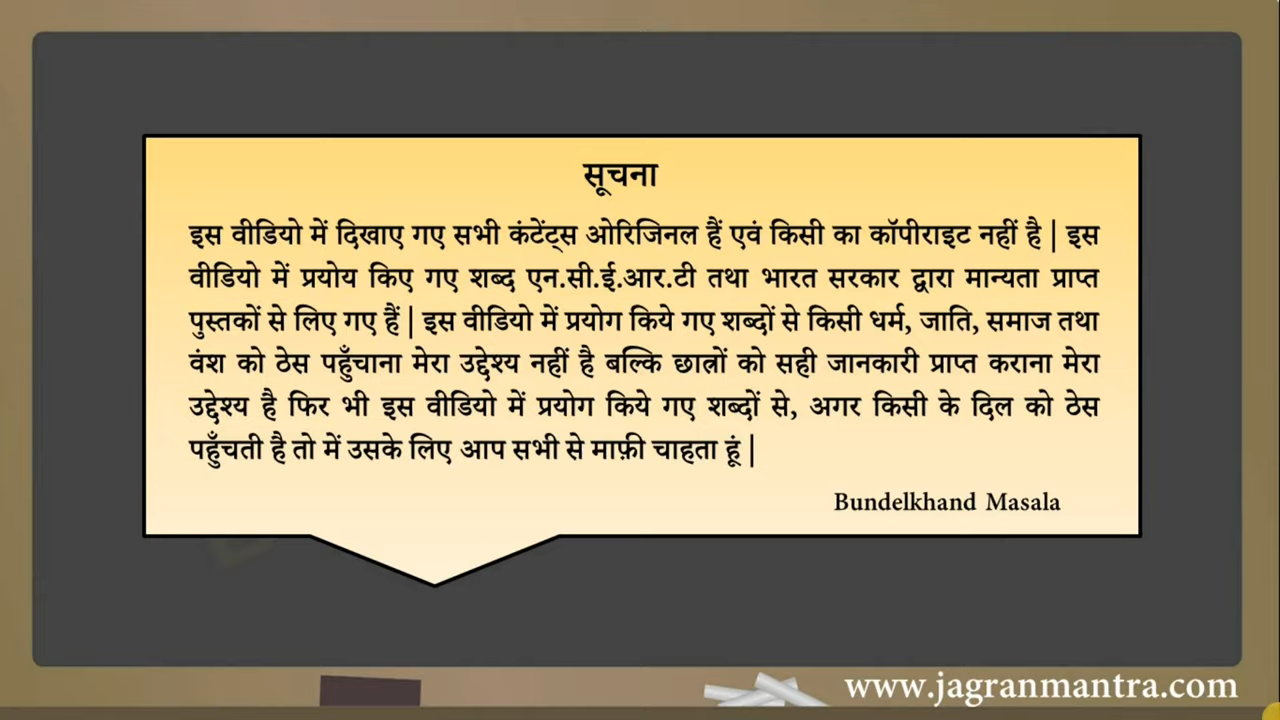 सूचना
इस वीडियो में दिखाए गए सभी कंटेंट्स ओरिजिनल हैं एवं किसी का कॉपीराइट नहीं है | इस
वीडियो में प्रयोय किए गए शब्द एन.सी.ई.आर.टी तथा भारत सरकार द्वारा मान्यता प्राप्त
पुस्तकों से लिए गए हैं | इस वीडियो में प्रयोग किये गए शब्दों से किसी धर्म, जाति, समाज तथा
वंश को ठेस पहुँचाना मेरा उद्देश्य नहीं है बल्कि छात्रों को सही जानकारी प्राप्त कराना मेरा
उद्देश्य है फिर भी इस वीडियो में प्रयोग किये गए शब्दों से, अगर किसी के दिल को ठेस
पहुँचती है तो में उसके लिए आप सभी से माफ़ी चाहता हूं |
Bundelkhand Masala
www.jagranmantra.com